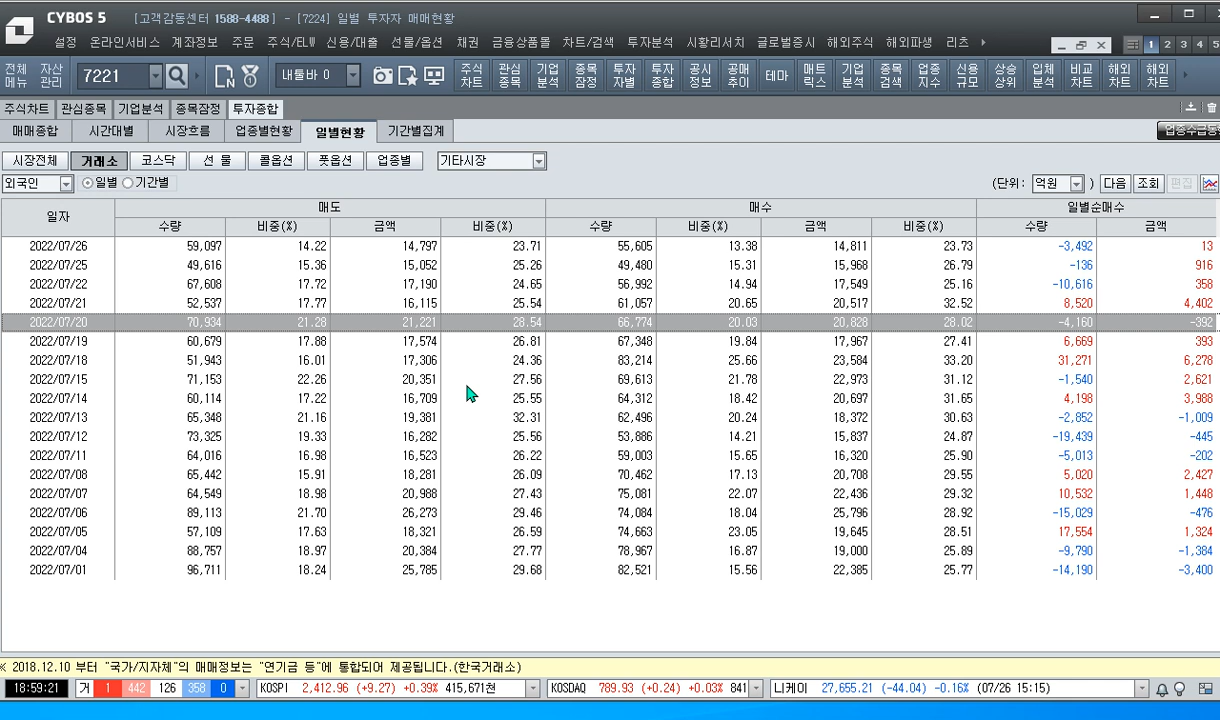 CYBOS 5 [고객감동센터 1588-4488] - [7224] 일별 투자자 매매현황
설정 온라인서비스 계좌정보 주문 주식/ELW 신용/대출 선물/옵션 채권 금융상품몰 차트/검색 투자분석 시황리서치 글로벌증시 해외주식 해외파생 리츠 1 2 3 4 5
전체메뉴 자산관리 7221 내툴바 0 주식차트 관심종목 기업분석 종목잠정 투자자별 투자종합 공시정보 공매추이 테마 매트릭스 기업분석 종목검색 업종지수 신용규모 상승상위 입체분석 비교차트 해외차트 해외차트
주식차트 관심종목 기업분석 종목잠정 투자종합
매매종합 시간대별 시장흐름 업종별현황 일별현황 기간별집계 업종수급동
시장전체 거래소 코스닥 선 물 콜옵션 풋옵션 업종별 기타시장
외국인 일별 기간별 (단위: 억원 ) 다음 조회 편집
일자 매도 매수 일별순매수
수량 비중(%) 금액 비중(%) 수량 비중(%) 금액 비중(%) 수량 금액
2022/07/26 59,097 14.22 14,797 23.71 55,605 13.38 14,811 23.73 -3,492 13
2022/07/25 49,616 15.36 15,052 25.26 49,480 15.31 15,968 26.79 -136 916
2022/07/22 67,608 17.72 17,190 24.65 56,992 14.94 17,549 25.16 -10,616 358
2022/07/21 52,537 17.77 16,115 25.54 61,057 20.65 20,517 32.52 8,520 4,402
2022/07/20 70,934 21.28 21,221 28.54 66,774 20.03 20,828 28.02 -4,160 -392
2022/07/19 60,679 17.88 17,574 26.81 67,348 19.84 17,967 27.41 6,669 393
2022/07/18 51,943 16.01 17,306 24.36 83,214 25.66 23,584 33.20 31,271 6,278
2022/07/15 71,153 22.26 20,351 27.56 69,613 21.78 22,973 31.12 -1,540 2,621
2022/07/14 60,114 17.22 16,709 25.55 64,312 18.42 20,697 31.65 4,198 3,988
2022/07/13 65,348 21.16 19,381 32.31 62,496 20.24 18,372 30.63 -2,852 -1,009
2022/07/12 73,325 19.33 16,282 25.56 53,886 14.21 15,837 24.87 -19,439 -445
2022/07/11 64,016 16.98 16,523 26.22 59,003 15.65 16,320 25.90 -5,013 -202
2022/07/08 65,442 15.91 18,281 26.09 70,462 17.13 20,708 29.55 5,020 2,427
2022/07/07 64,549 18.98 20,988 27.43 75,081 22.07 22,436 29.32 10,532 1,448
2022/07/06 89,113 21.70 26,273 29.46 74,084 18.04 25,796 28.92 -15,029 -476
2022/07/05 57,109 17.63 18,321 26.59 74,663 23.05 19,645 28.51 17,554 1,324
2022/07/04 88,757 18.97 20,384 27.77 78,967 16.87 19,000 25.89 -9,790 -1,384
2022/07/01 96,711 18.24 25,785 29.68 82,521 15.56 22,385 25.77 -14,190 -3,400
※ 2018.12.10 부터 "국가/지자체"의 매매정보는 "연기금 등"에 통합되어 제공됩니다.(한국거래소)
18:59:21 거 1 442 126 358 0 KOSPI 2,412.96 (+9.27) +0.39% 415,671천 KOSDAQ 789.93 (+0.24) +0.03% 841 니케이 27,655.21 (-44.04) -0.16% (07/26 15:15)